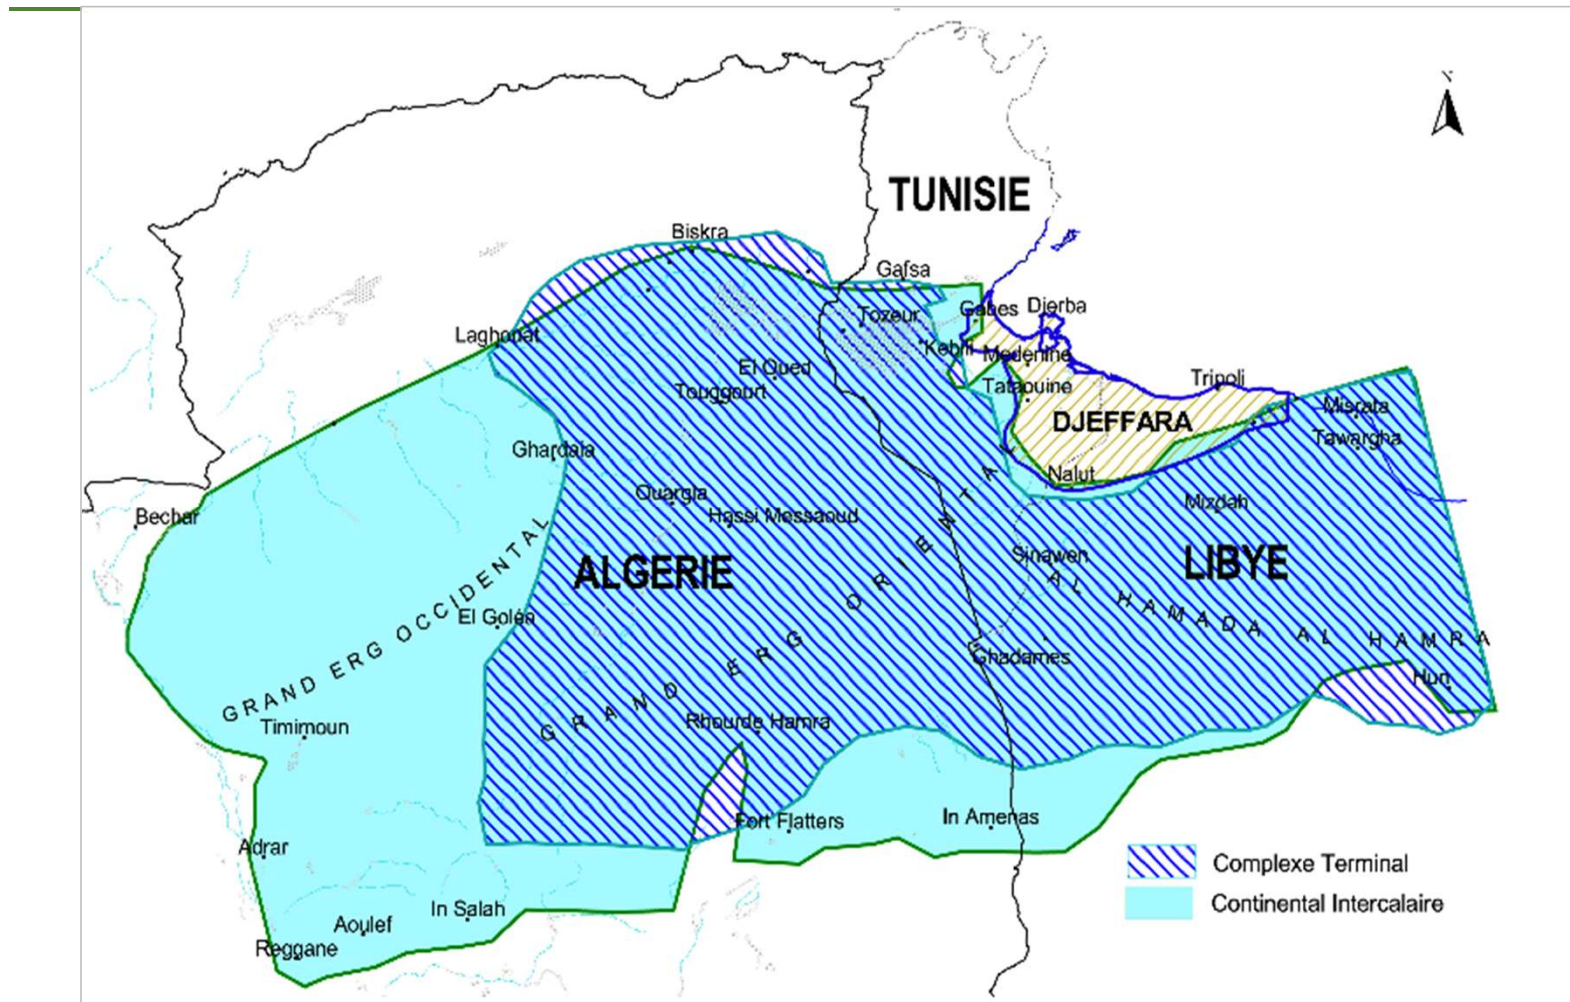 N
TUNISIE
Biskra
Gafsa
Gabes
Djerba
Tozeur
Laghouat
Kebili
Medenine
El Oued
Tataouine
Touggourt
Tripoli
Misrata
DJEFFARA
Tawargha
Ghardaia
Nalut
Ouargla
Mizdah
Bechar
Hassi Messaoud
Sinawen
ALGERIE
LIBYE
GRAND ERG OCCIDENTAL
El Goléa
GRAND ERG ORIENTAL
AL HAMADA AL HAMRA
Ghadames
Hun
Timimoun
Rhourde Hamra
Fort Flatters
In Amenas
Adrar
Complexe Terminal
Continental Intercalaire
In Salah
Aoulef
Reggane